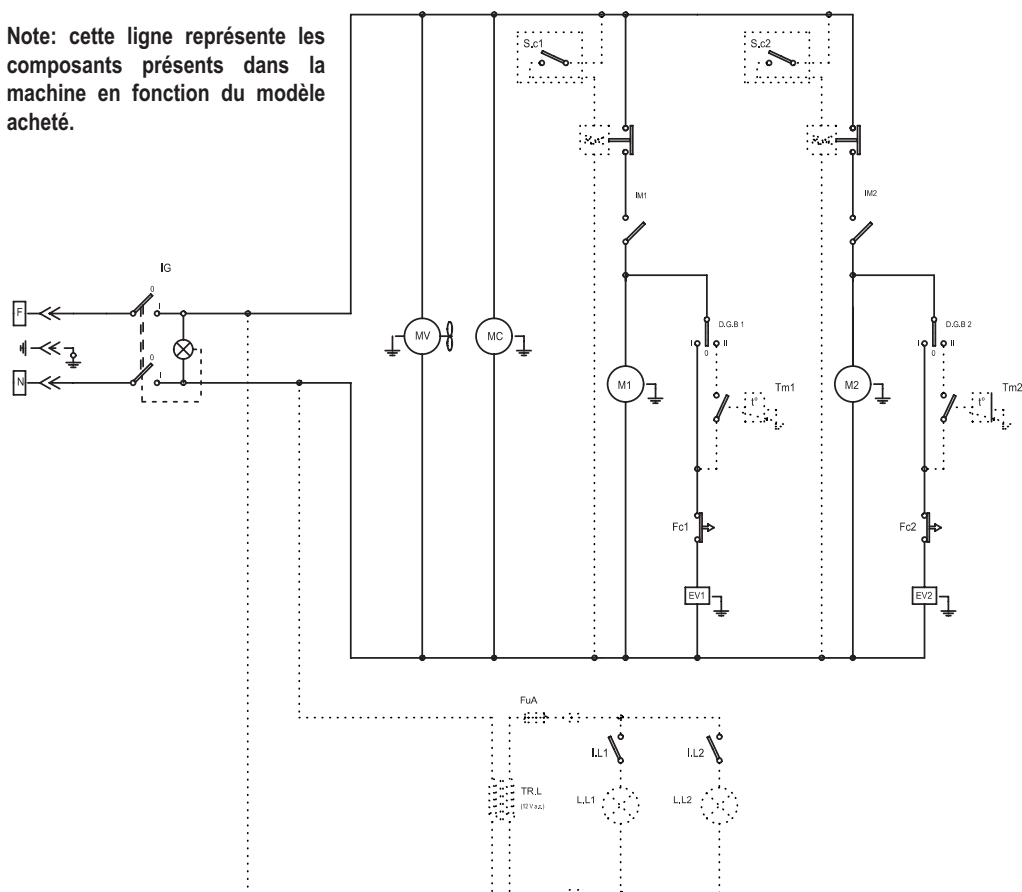 Note: cette ligne représente les
composants présents dans la
machine en fonction du modèle
acheté.
S.c1
S.c2
IM1
IM2
IG
0
F
I
0
N
I
MV
MC
M1
M2
D.G.B 1
I
0
II
D.G.B 2
I
0
II
Tm1
t°
Tm2
t°
Fc1
Fc2
EV1
EV2
FuA
I.L1
I.L2
TR.L
(12V a.c.)
L.L1
L.L2